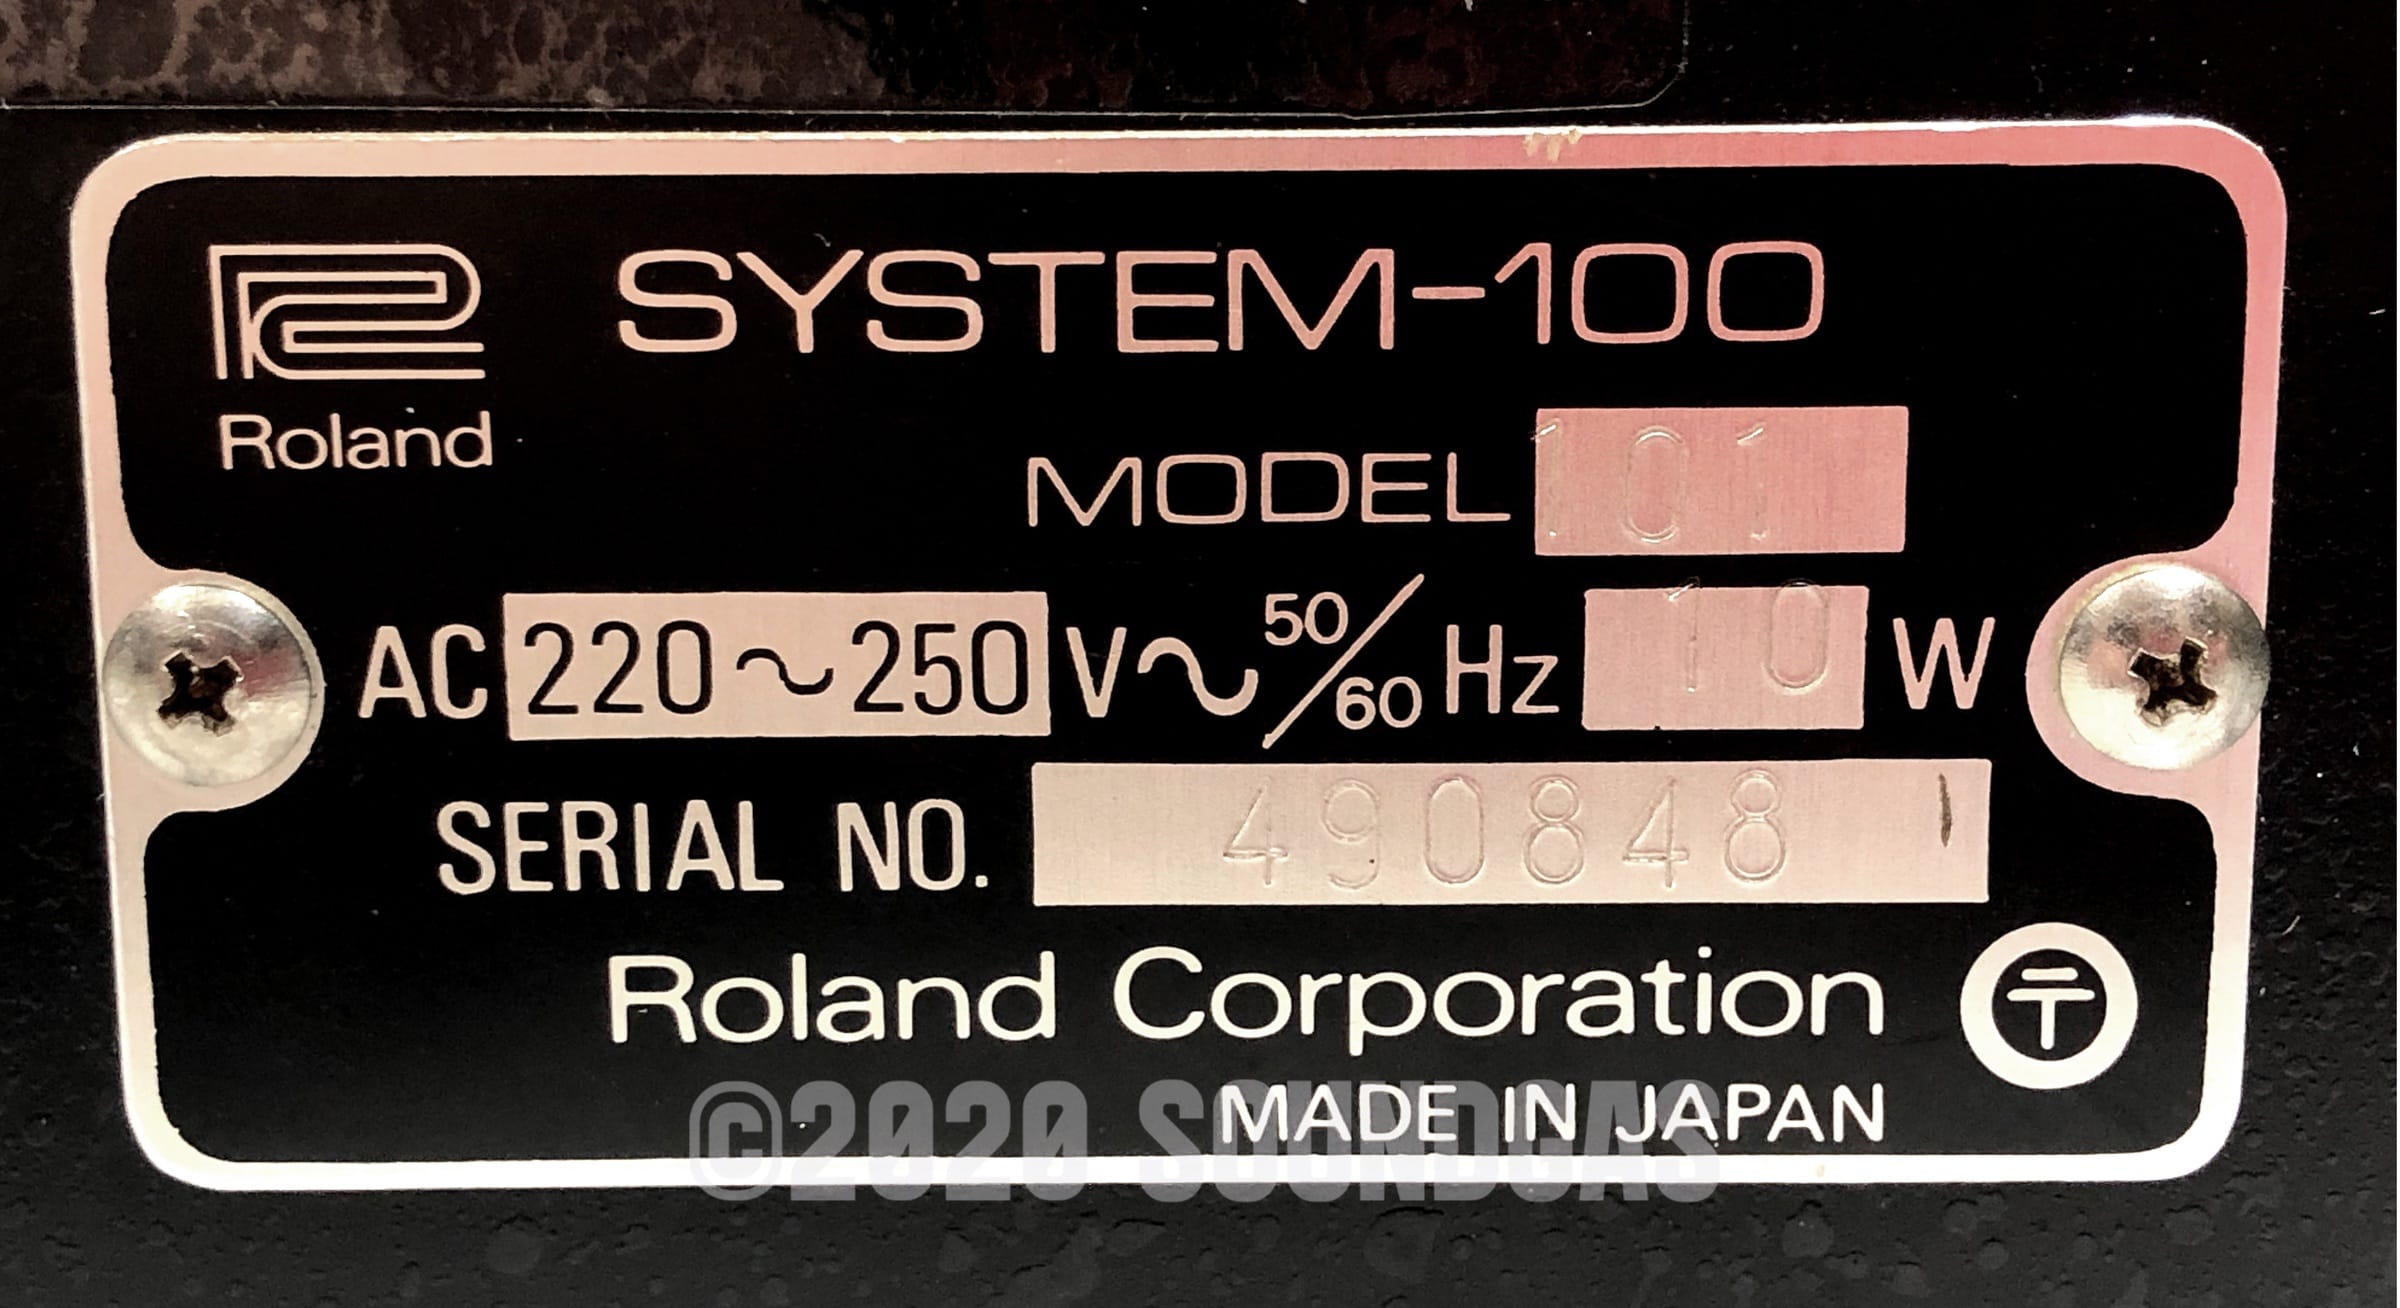 SYSTEM-100
Roland
MODEL 101
AC 220~250 V~50/60 Hz 10 W
SERIAL NO. 490848
Roland Corporation
MADE IN JAPAN
©2020 SOUNDGAS